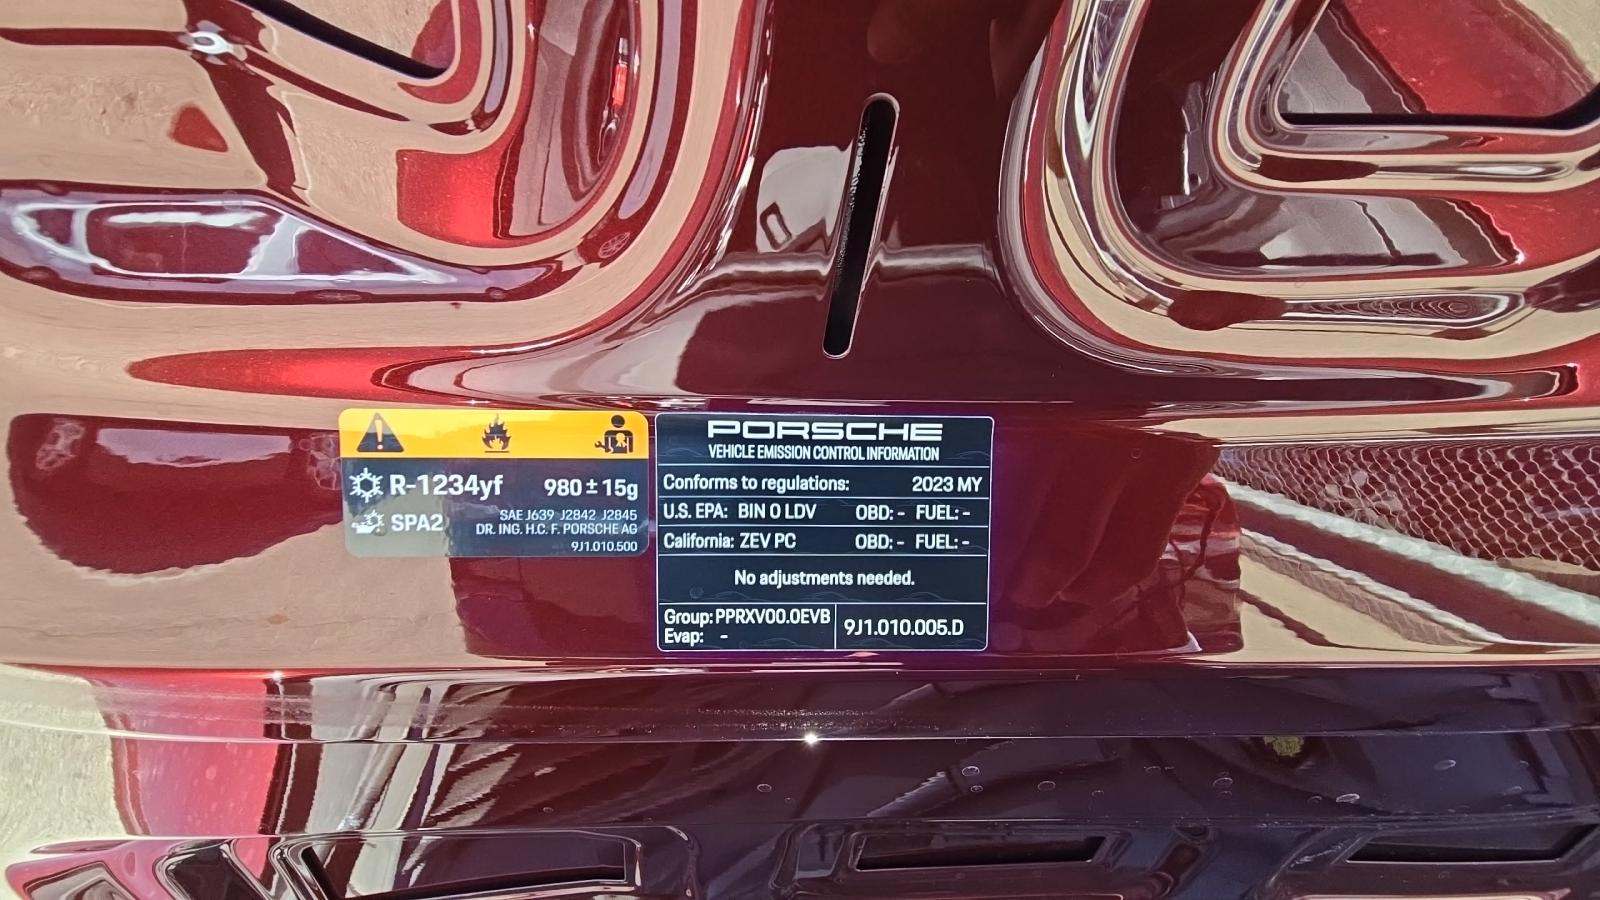 R-1234yf 980 ± 15g
SPA2
SAE J639 J2842 J2845
DR. ING. H.C. F. PORSCHE AG
9J1.010.500
PORSCHE
VEHICLE EMISSION CONTROL INFORMATION
Conforms to regulations: 2023 MY
U.S. EPA: BIN 0 LDV OBD: - FUEL: -
California: ZEV PC OBD: - FUEL: -
No adjustments needed.
Group: PPRXV00.0EVB
Evap: -
9J1.010.005.D